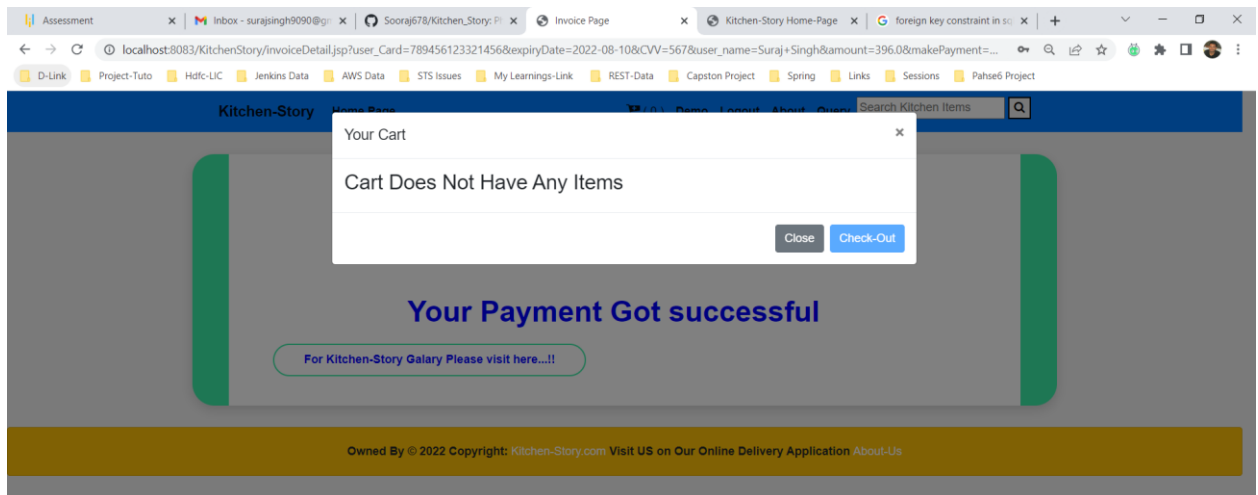 Assessment Inbox - surajsingh9090@gm Sooraj678/Kitchen_Story: Invoice Page Kitchen-Story Home-Page foreign key constraint in
localhost:8083/KitchenStory/invoiceDetail.jsp?user_Card=789456123321456&expiryDate=2022-08-10&CVV=567&user_name=Suraj+Singh&amount=396.0&makePayment=...
D-Link Project-Tuto Hdfc-LIC Jenkins Data AWS Data STS Issues My Learnings-Link REST-Data Capston Project Spring Links Sessions Pahse6 Project
Kitchen-Story Home Page ( 0 ) Demo Logout About Query Search Kitchen Items
Your Cart ×
Cart Does Not Have Any Items
Close Check-Out
Your Payment Got successful
For Kitchen-Story Galary Please visit here...!!
Owned By © 2022 Copyright: Kitchen-Story.com Visit US on Our Online Delivery Application About-Us